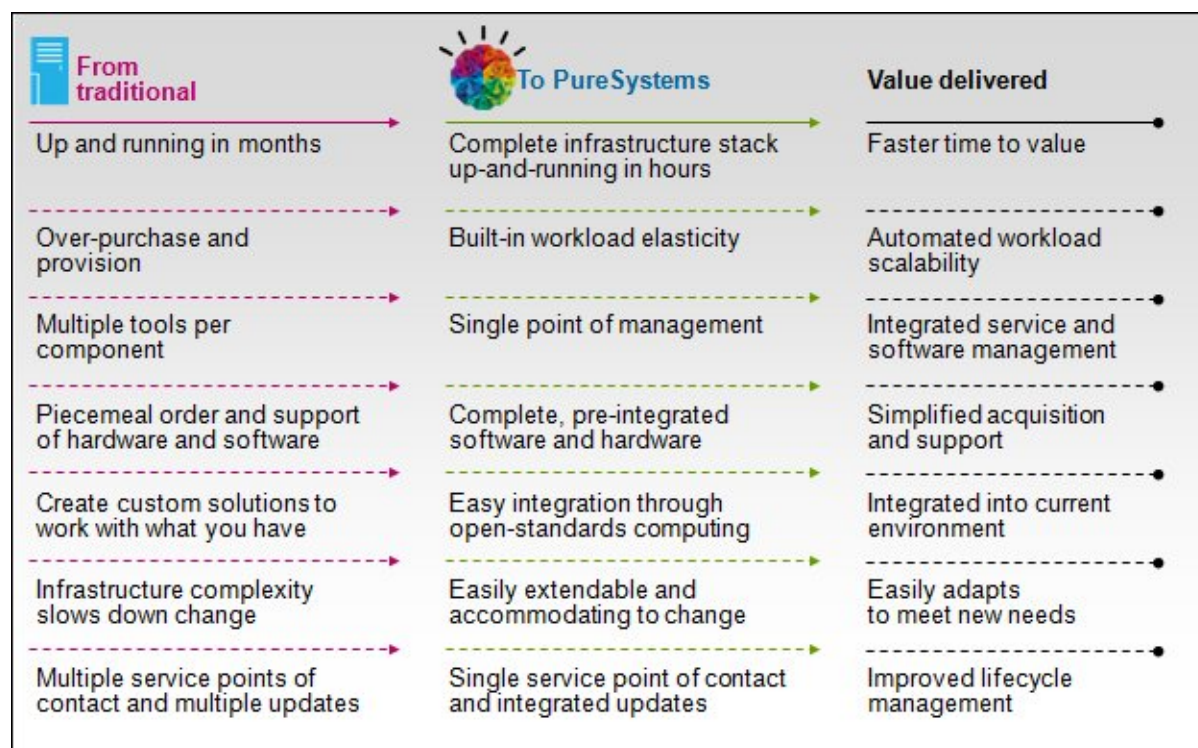 From
traditional
To PureSystems
Value delivered
Up and running in months
Complete infrastructure stack
up-and-running in hours
Faster time to value
Over-purchase and
provision
Built-in workload elasticity
Automated workload
scalability
Multiple tools per
component
Single point of management
Integrated service and
software management
Piecemeal order and support
of hardware and software
Complete, pre-integrated
software and hardware
Simplified acquisition
and support
Create custom solutions to
work with what you have
Easy integration through
open-standards computing
Integrated into current
environment
Infrastructure complexity
slows down change
Easily extendable and
accommodating to change
Easily adapts
to meet new needs
Multiple service points of
contact and multiple updates
Single service point of contact
and integrated updates
Improved lifecycle
management